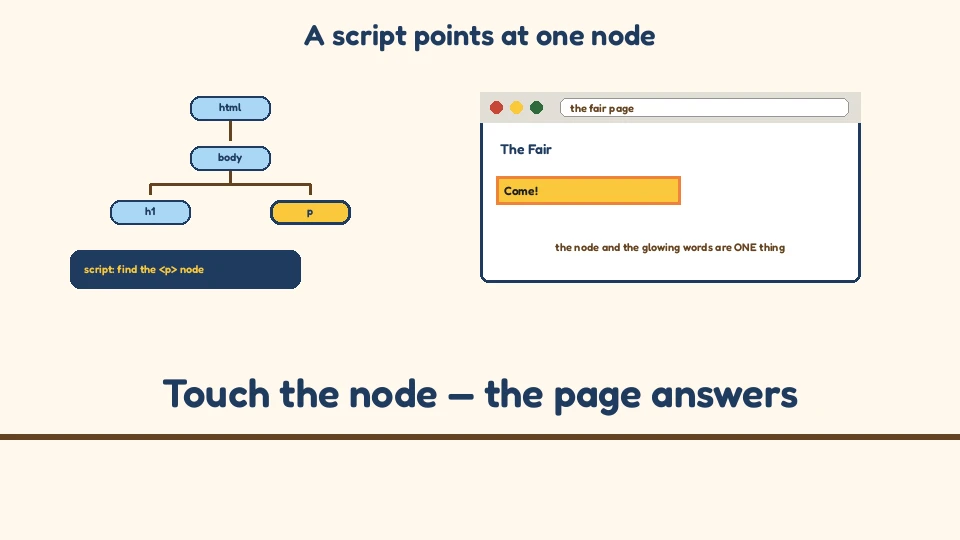 A script points at one node
html
body
h1
p
script: find the <p> node
the fair page
The Fair
Come!
the node and the glowing words are ONE thing
Touch the node — the page answers